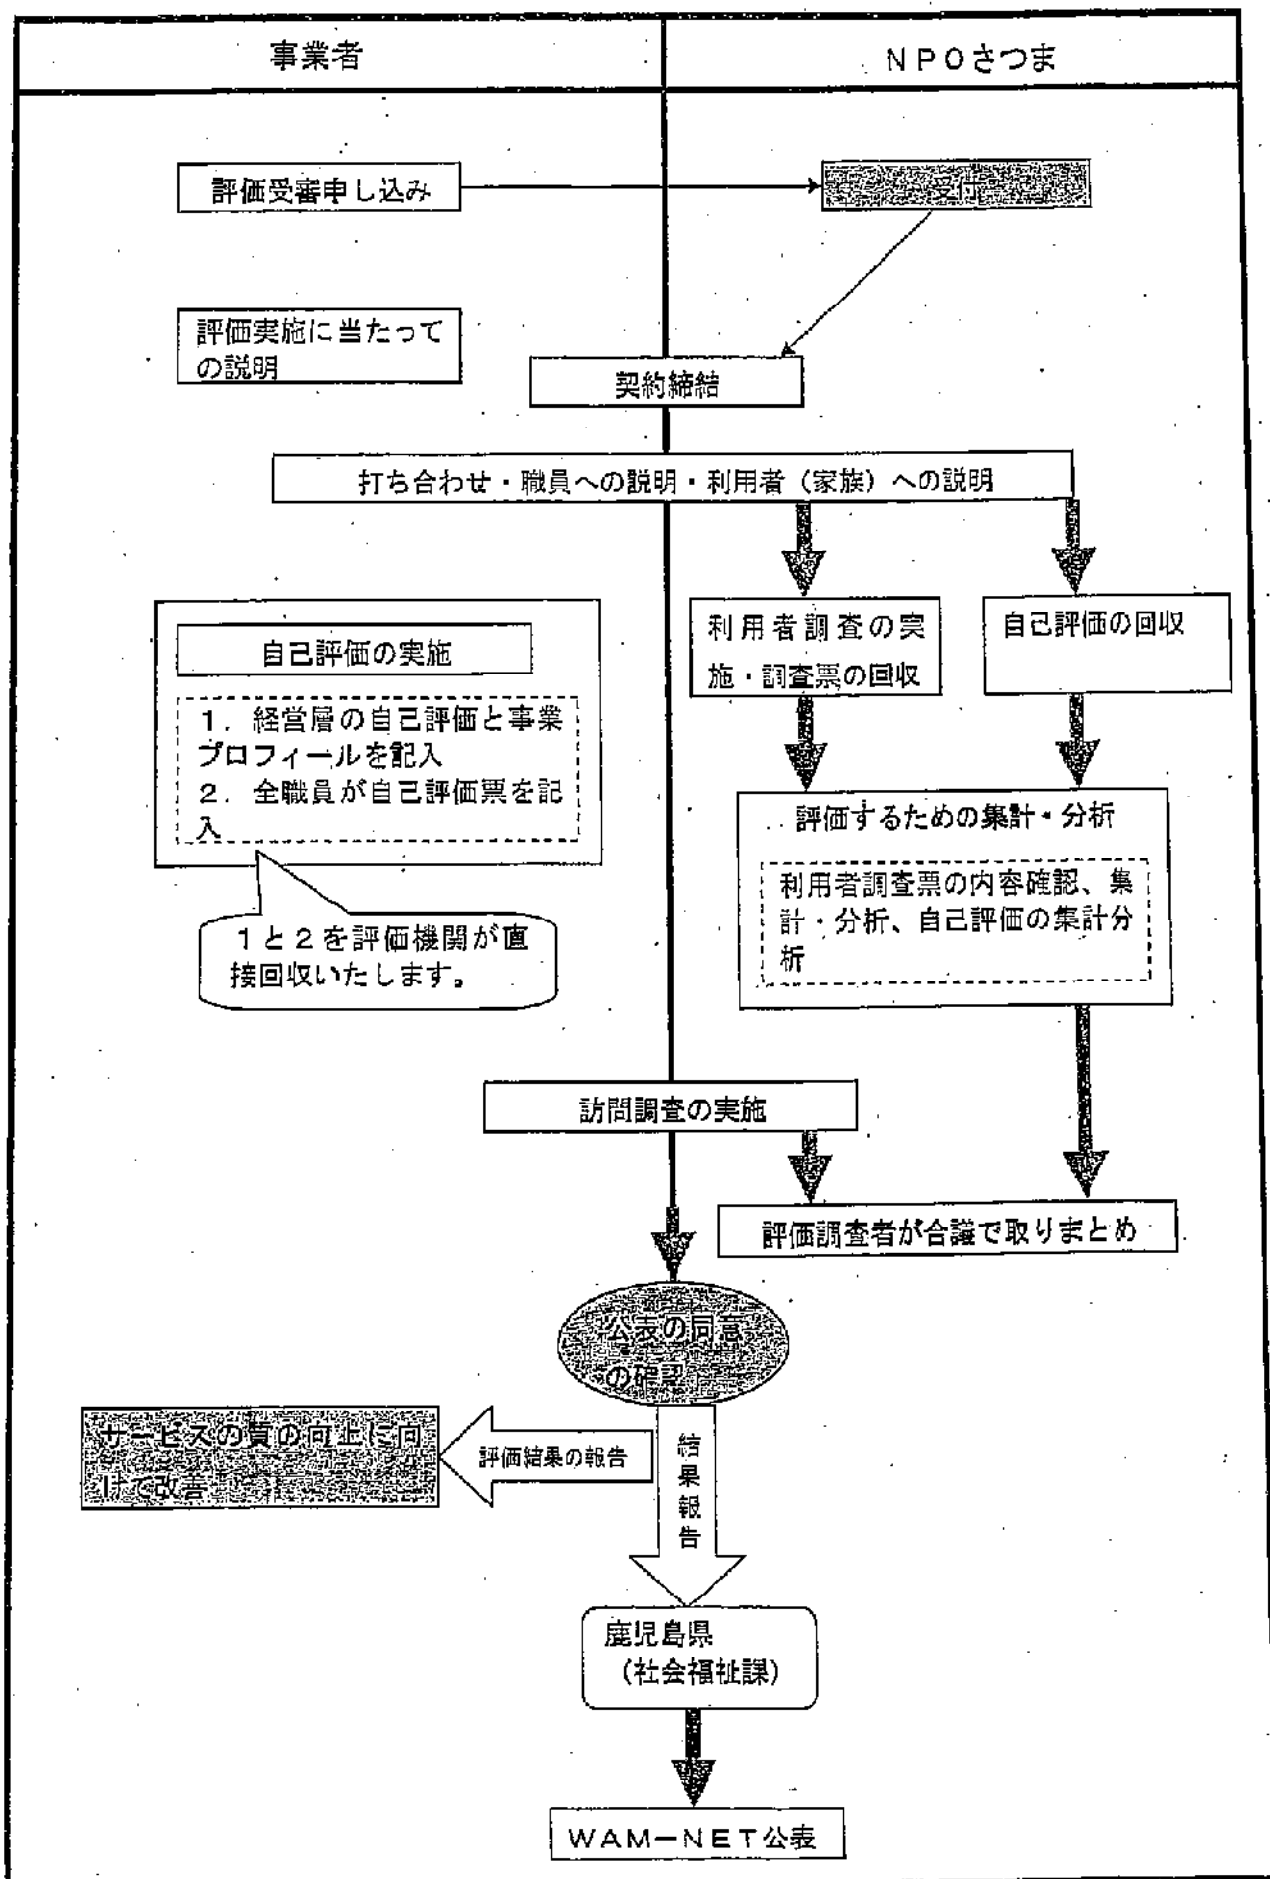 事業者
NPOさつま
評価受審申し込み
受付
評価実施に当たって
の説明
契約締結
打ち合わせ・職員への説明・利用者（家族）への説明
自己評価の実施
1．経営層の自己評価と事業
プロフィールを記入
2．全職員が自己評価票を記
入
1と2を評価機関が直
接回収いたします。
利用者調査の実
施・調査票の回収
自己評価の回収
評価するための集計・分析
利用者調査票の内容確認、集
計・分析、自己評価の集計分
析
訪問調査の実施
評価調査者が合議で取りまとめ
公表の同意
の確認
サービスの質の向上に向
けて改善
評価結果の報告
結果報告
鹿児島県
（社会福祉課）
WAM－NET公表